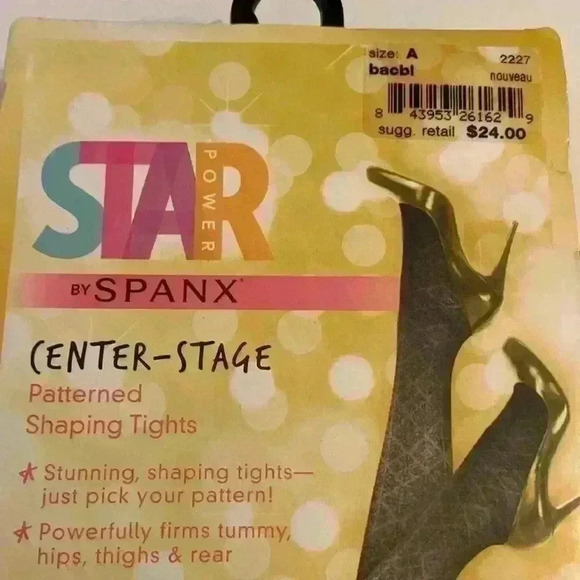 size: A 2227
bacbl nouveau
8 43953 26162 9
sugg. retail $24.00
STAR
POWER
BY SPANX®
CENTER-STAGE
Patterned
Shaping Tights
Stunning, shaping tights—
just pick your pattern!
Powerfully firms tummy,
hips, thighs & rear